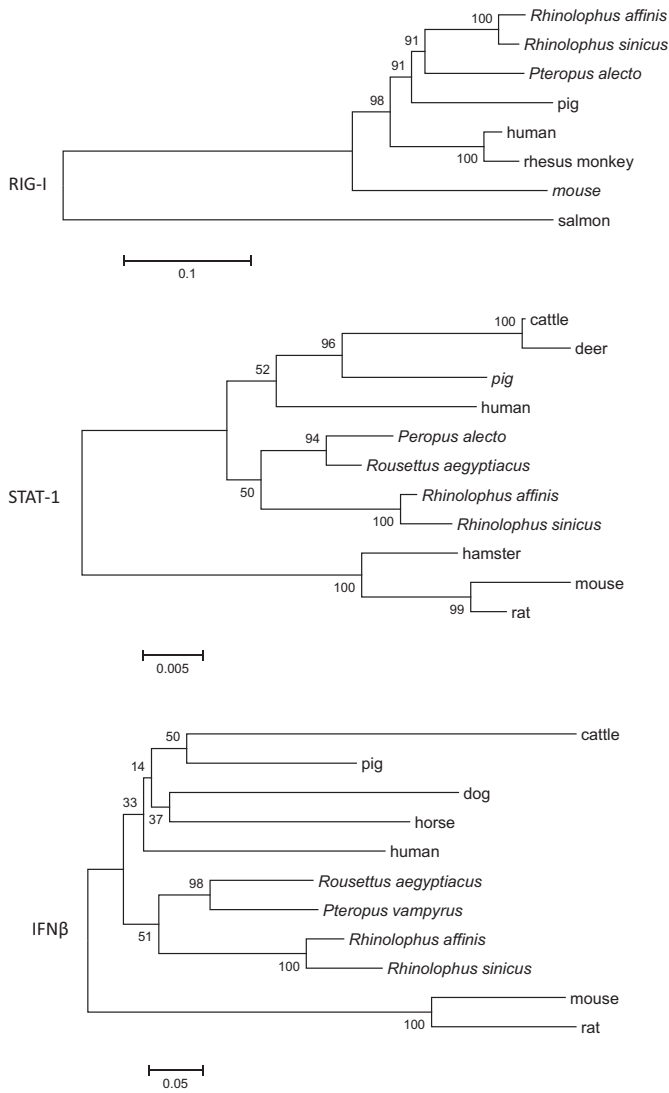 100
Rhinolophus affinis
Rhinolophus sinicus
91
Pteropus alecto
91
pig
98
human
100
rhesus monkey
RIG-I
mouse
salmon
0.1
100
cattle
deer
96
52
pig
human
94
Peropus alecto
Rousettus aegyptiacus
50
Rhinolophus affinis
STAT-1
100
Rhinolophus sinicus
hamster
100
mouse
99
rat
0.005
50
cattle
14
pig
33
37
dog
horse
human
98
Rousettus aegyptiacus
Pteropus vampyrus
IFNβ
51
Rhinolophus affinis
100
Rhinolophus sinicus
mouse
100
rat
0.05